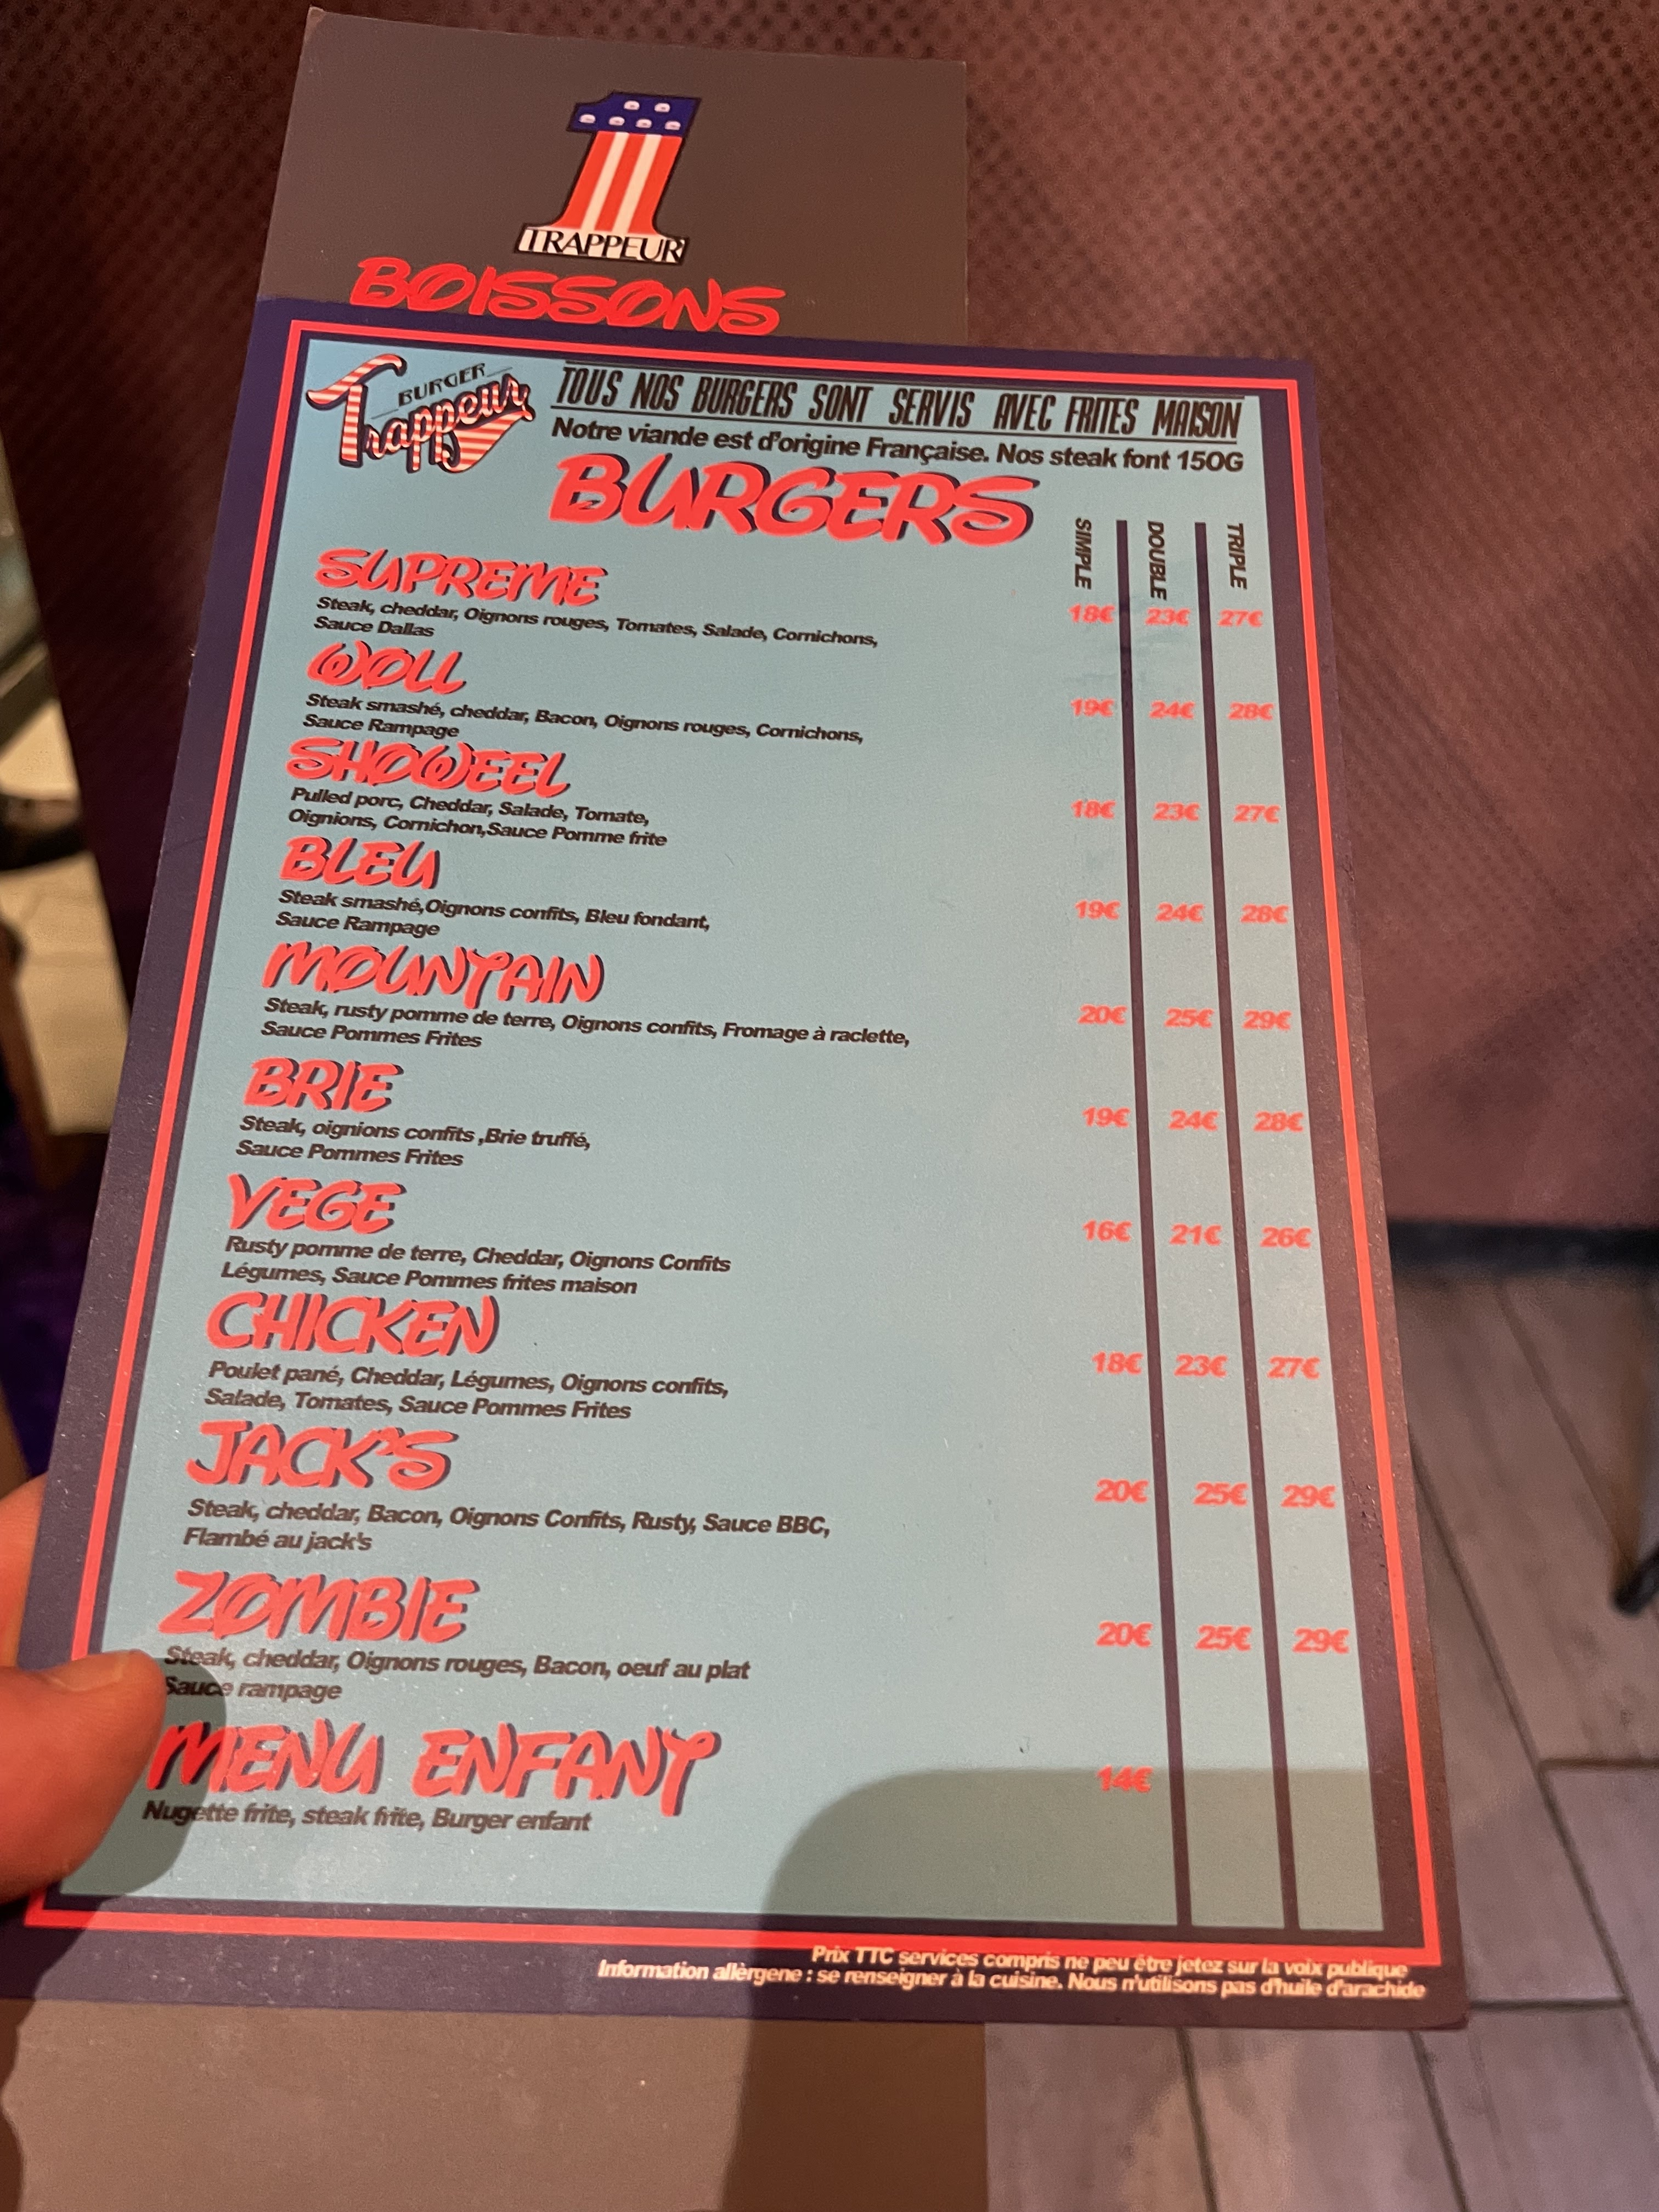 1
TRAPPEUR
BOISSONS
BURGER
Trappeur
TOUS NOS BURGERS SONT SERVIS AVEC FRITES MAISON
Notre viande est d'origine Française. Nos steak font 150G
BURGERS
SIMPLE DOUBLE TRIPLE
SUPREME
Steak, cheddar, Oignons rouges, Tomates, Salade, Cornichons,
Sauce Dallas
18€ 23€ 27€
WOLL
Steak smashé, cheddar, Bacon, Oignons rouges, Cornichons,
Sauce Rampage
19€ 24€ 28€
SHOWEEL
Pulled porc, Cheddar, Salade, Tomate,
Oignions, Cornichon,Sauce Pomme frite
18€ 23€ 27€
BLEU
Steak smashé,Oignons confits, Bleu fondant,
Sauce Rampage
19€ 24€ 28€
MOUNTAIN
Steak, rusty pomme de terre, Oignons confits, Fromage à raclette,
Sauce Pommes Frites
20€ 25€ 29€
BRIE
Steak, oignions confits ,Brie truffé,
Sauce Pommes Frites
19€ 24€ 28€
VEGE
Rusty pomme de terre, Cheddar, Oignons Confits
Légumes, Sauce Pommes frites maison
16€ 21€ 26€
CHICKEN
Poulet pané, Cheddar, Légumes, Oignons confits,
Salade, Tomates, Sauce Pommes Frites
18€ 23€ 27€
JACK'S
Steak, cheddar, Bacon, Oignons Confits, Rusty, Sauce BBC,
Flambé au jack's
20€ 25€ 29€
ZOMBIE
Steak, cheddar, Oignons rouges, Bacon, oeuf au plat
Sauce rampage
20€ 25€ 29€
MENU ENFANT
Nugette frite, steak frite, Burger enfant
14€
Prix TTC services compris ne peu être jetez sur la voix publique
Information allèrgene : se renseigner à la cuisine. Nous n'utilisons pas d'huile d'arachide